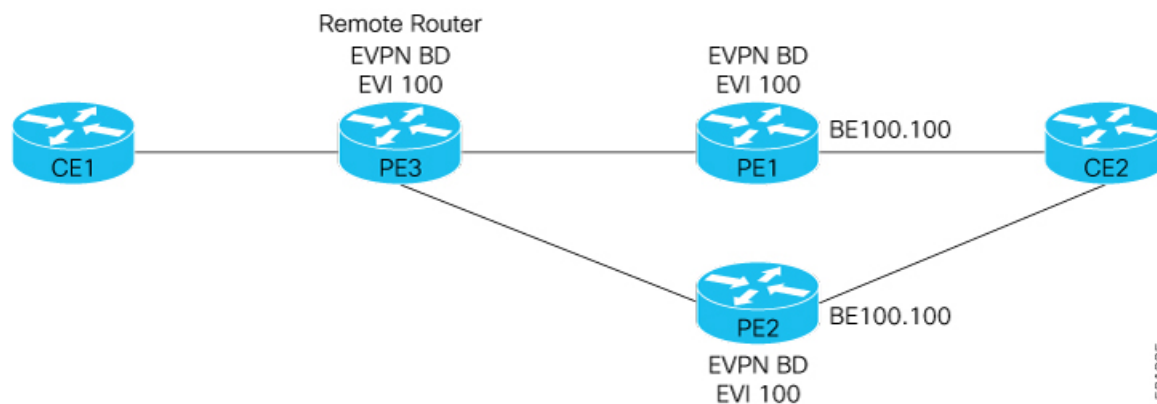 Remote Router
EVPN BD
EVI 100
EVPN BD
EVI 100
BE100.100
CE1
PE3
PE1
CE2
PE2
BE100.100
EVPN BD
EVI 100